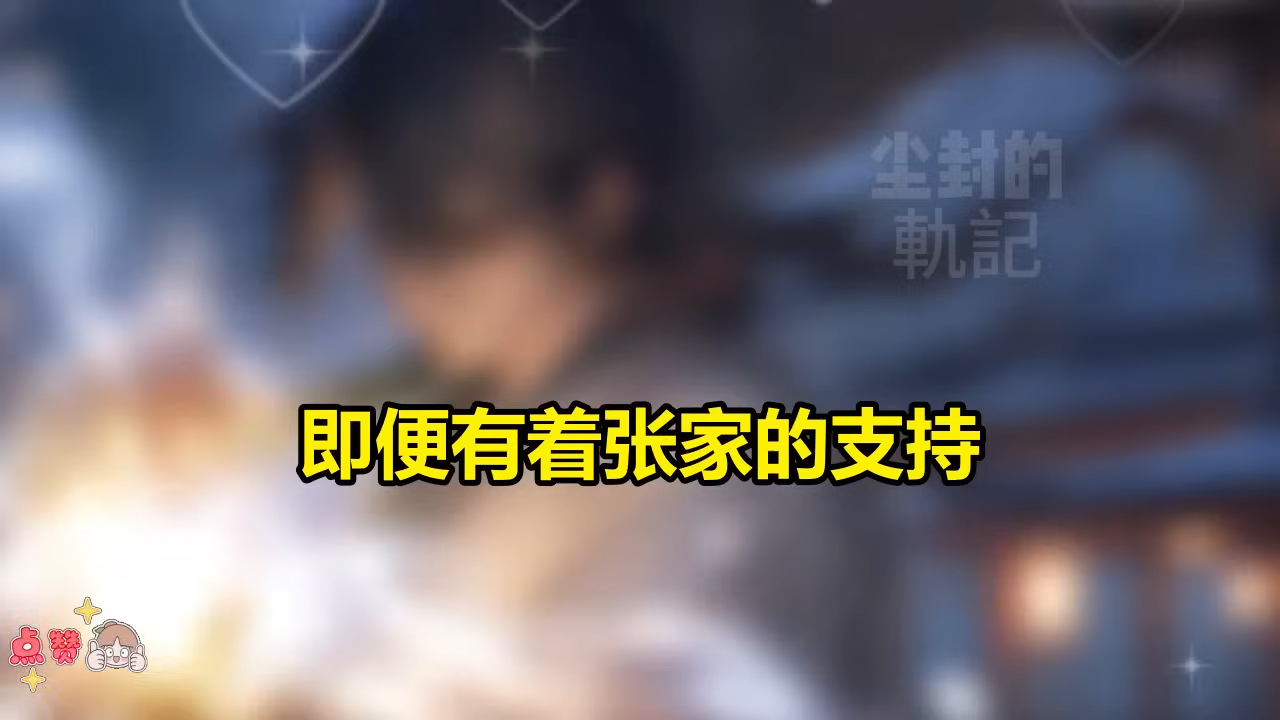 尘封的
軌記
即便有着张家的支持
点赞